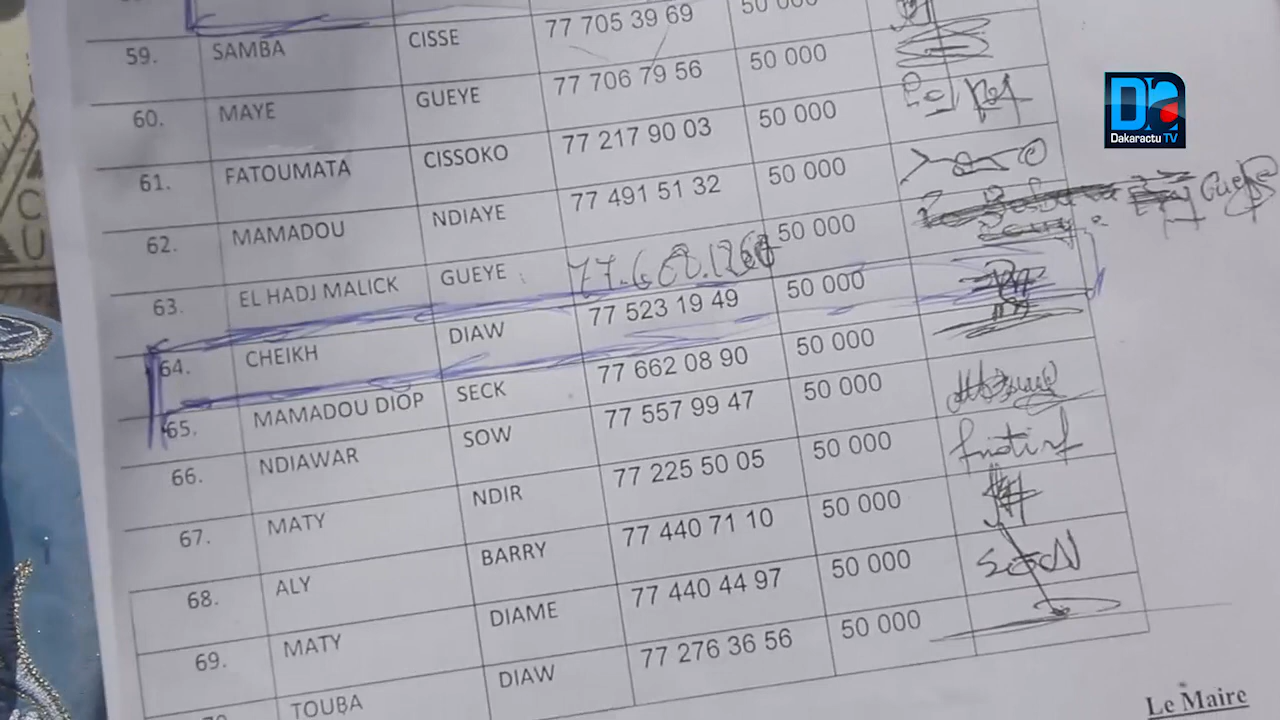 59. SAMBA CISSE 77 705 39 69 50 000
60. MAYE GUEYE 77 706 79 56 50 000
61. FATOUMATA CISSOKO 77 217 90 03 50 000
62. MAMADOU NDIAYE 77 491 51 32 50 000
63. EL HADJ MALICK GUEYE 50 000 Gueye
64. CHEIKH DIAW 77 523 19 49 50 000
65. MAMADOU DIOP SECK 77 662 08 90 50 000
66. NDIAWAR SOW 77 557 99 47 50 000
67. MATY NDIR 77 225 50 05 50 000
68. ALY BARRY 77 440 71 10 50 000
69. MATY DIAME 77 440 44 97 50 000
TOUBA DIAW 77 276 36 56 50 000
Le Maire
Dakaractu TV